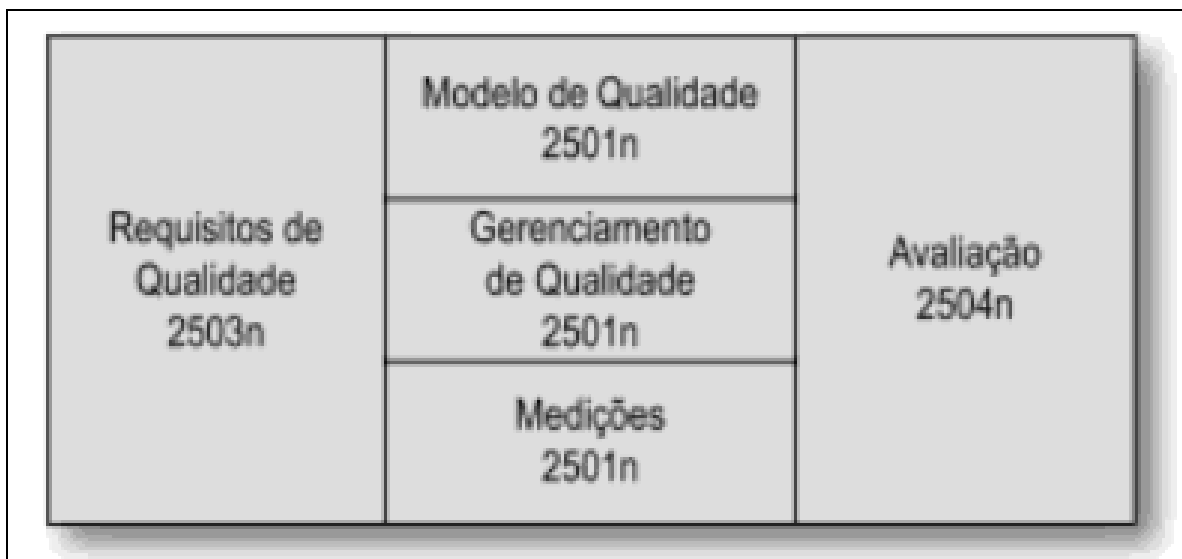 Requisitos de
Qualidade
2503n
Modelo de Qualidade
2501n
Gerenciamento
de Qualidade
2501n
Medições
2501n
Avaliação
2504n